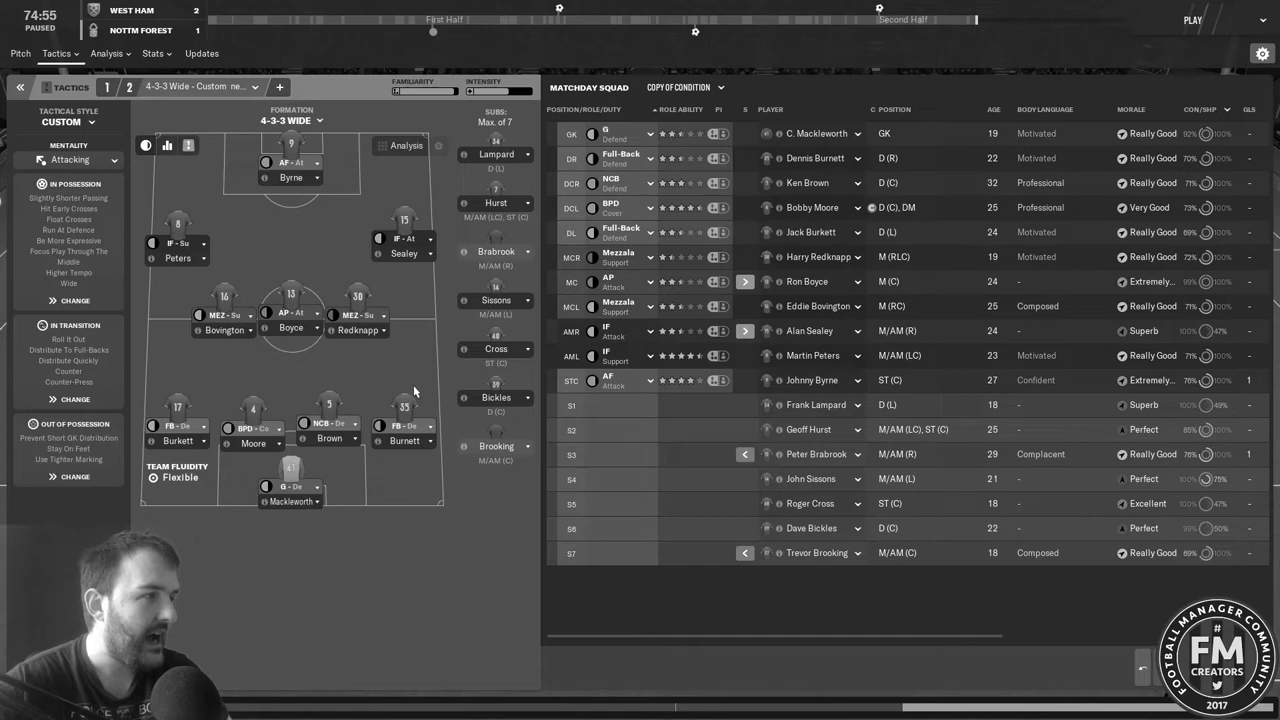 74:55
PAUSED
WEST HAM 2
NOTTM FOREST 1
First Half
Second Half
PLAY
Pitch
Tactics
Analysis
Stats
Updates
TACTICS
1
2
4-3-3 Wide - Custom ne...
FAMILIARITY
INTENSITY
TACTICAL STYLE
CUSTOM
MENTALITY
Attacking
IN POSSESSION
Slightly Shorter Passing
Hit Early Crosses
Float Crosses
Run At Defence
Be More Expressive
Focus Play Through The
Middle
Higher Tempo
Wide
CHANGE
IN TRANSITION
Roll It Out
Distribute To Full-Backs
Distribute Quickly
Counter
Counter-Press
CHANGE
OUT OF POSSESSION
Prevent Short GK Distribution
Stay On Feet
Use Tighter Marking
CHANGE
FORMATION
4-3-3 WIDE
Analysis
9
AF - At
Byrne
8
IF - Su
Peters
15
IF - At
Sealey
16
MEZ - Su
Bovington
13
AP - At
Boyce
30
MEZ - Su
Redknapp
17
FB - De
Burkett
4
BPD - Co
Moore
5
NCB - De
Brown
35
FB - De
Burnett
G - De
Mackleworth
TEAM FLUIDITY
Flexible
SUBS:
Max. of 7
34
Lampard
D (L)
7
Hurst
M/AM (LC), ST (C)
Brabrook
M/AM (R)
14
Sissons
M/AM (L)
40
Cross
ST (C)
39
Bickles
D (C)
Brooking
M/AM (C)
MATCHDAY SQUAD
COPY OF CONDITION
POSITION/ROLE/DUTY ROLE ABILITY PI S PLAYER C POSITION AGE BODY LANGUAGE MORALE CON/SHP GLS
GK G Defend C. Mackleworth GK 19 Motivated Really Good 92% 100% -
DR Full-Back Defend Dennis Burnett D (R) 22 Motivated Really Good 70% 100% -
DCR NCB Defend Ken Brown D (C) 32 Professional Really Good 71% 100% -
DCL BPD Cover Bobby Moore C D (C), DM 25 Professional Very Good 73% 100% -
DL Full-Back Defend Jack Burkett D (L) 24 Motivated Really Good 69% 100% -
MCR Mezzala Support Harry Redknapp M (RLC) 19 Motivated Really Good 72% 100% -
MC AP Attack Ron Boyce M (C) 24 - Extremely... 100% -
MCL Mezzala Support Eddie Bovington M (RC) 25 Composed Really Good 71% 100% -
AMR IF Attack Alan Sealey M/AM (R) 24 - Superb 100% 47% -
AML IF Support Martin Peters M/AM (LC) 23 Motivated Really Good 71% 100% -
STC AF Attack Johnny Byrne ST (C) 27 Confident Extremely... 76% 100% 1
S1 Frank Lampard D (L) 18 - Superb 100% 49% -
S2 Geoff Hurst M/AM (LC), ST (C) 25 - Perfect 85% 100% -
S3 Peter Brabrook M/AM (R) 29 Complacent Really Good 100% 1
S4 John Sissons M/AM (L) 21 - Perfect 100% 75% -
S5 Roger Cross ST (C) 18 - Excellent 100% 47% -
S6 Dave Bickles D (C) 22 - Perfect 99% 50% -
S7 Trevor Brooking M/AM (C) 18 Composed Really Good 69% 100% -
FOOTBALL MANAGER COMMUNITY
#
FM
CREATORS
2017